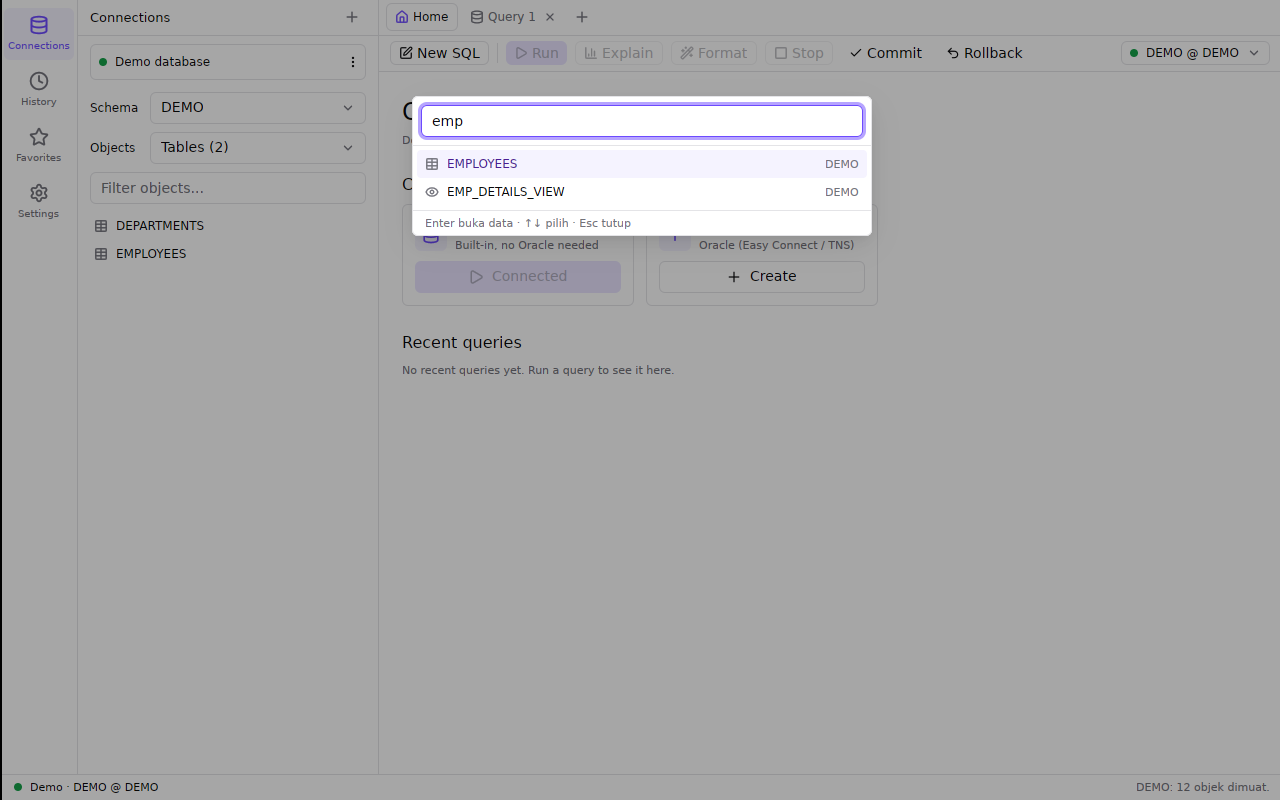 Connections
History
Favorites
Settings
Connections
Demo database
Schema
DEMO
Objects
Tables (2)
Filter objects...
DEPARTMENTS
EMPLOYEES
Home
Query 1
New SQL
Run
Explain
Format
Stop
Commit
Rollback
DEMO @ DEMO
emp
EMPLOYEES
DEMO
EMP_DETAILS_VIEW
DEMO
Enter buka data · ↑↓ pilih · Esc tutup
Built-in, no Oracle needed
Connected
Oracle (Easy Connect / TNS)
Create
Recent queries
No recent queries yet. Run a query to see it here.
Demo · DEMO @ DEMO
DEMO: 12 objek dimuat.